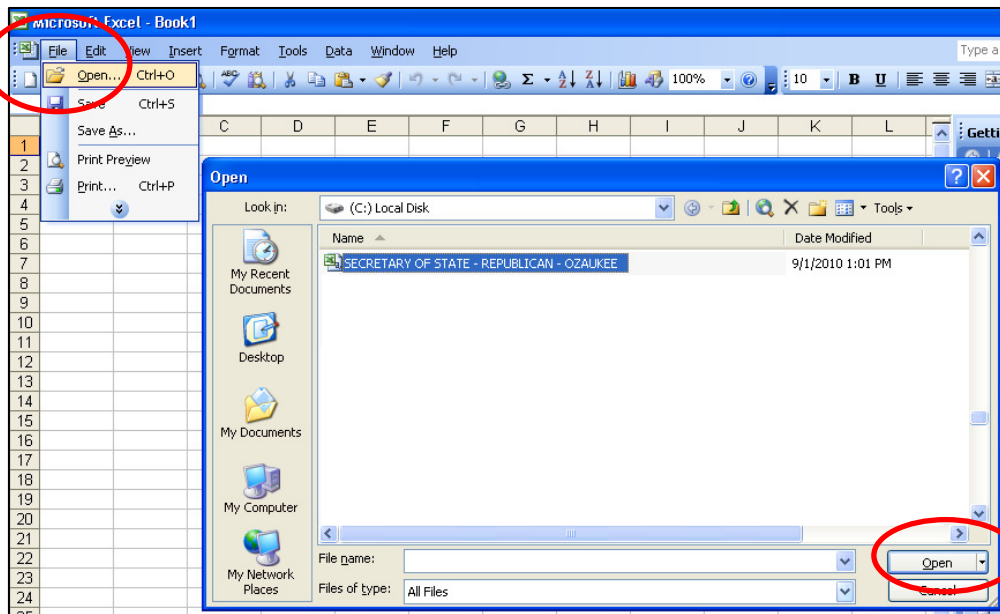 Microsoft Excel - Book1
File Edit View Insert Format Tools Data Window Help Type a
ABC Σ 100% 10 B U
Open... Ctrl+O
Save Ctrl+S
Save As...
Print Preview
Print... Ctrl+P
C D E F G H I J K L
Getti
1
2
3
4
5
6
7
8
9
10
11
12
13
14
15
16
17
18
19
20
21
22
23
24
25
Open
Look in: (C:) Local Disk Tools
Name Date Modified
SECRETARY OF STATE - REPUBLICAN - OZAUKEE 9/1/2010 1:01 PM
My Recent
Documents
Desktop
My Documents
My Computer
My Network
Places
File name: Open
Files of type: All Files Cancel